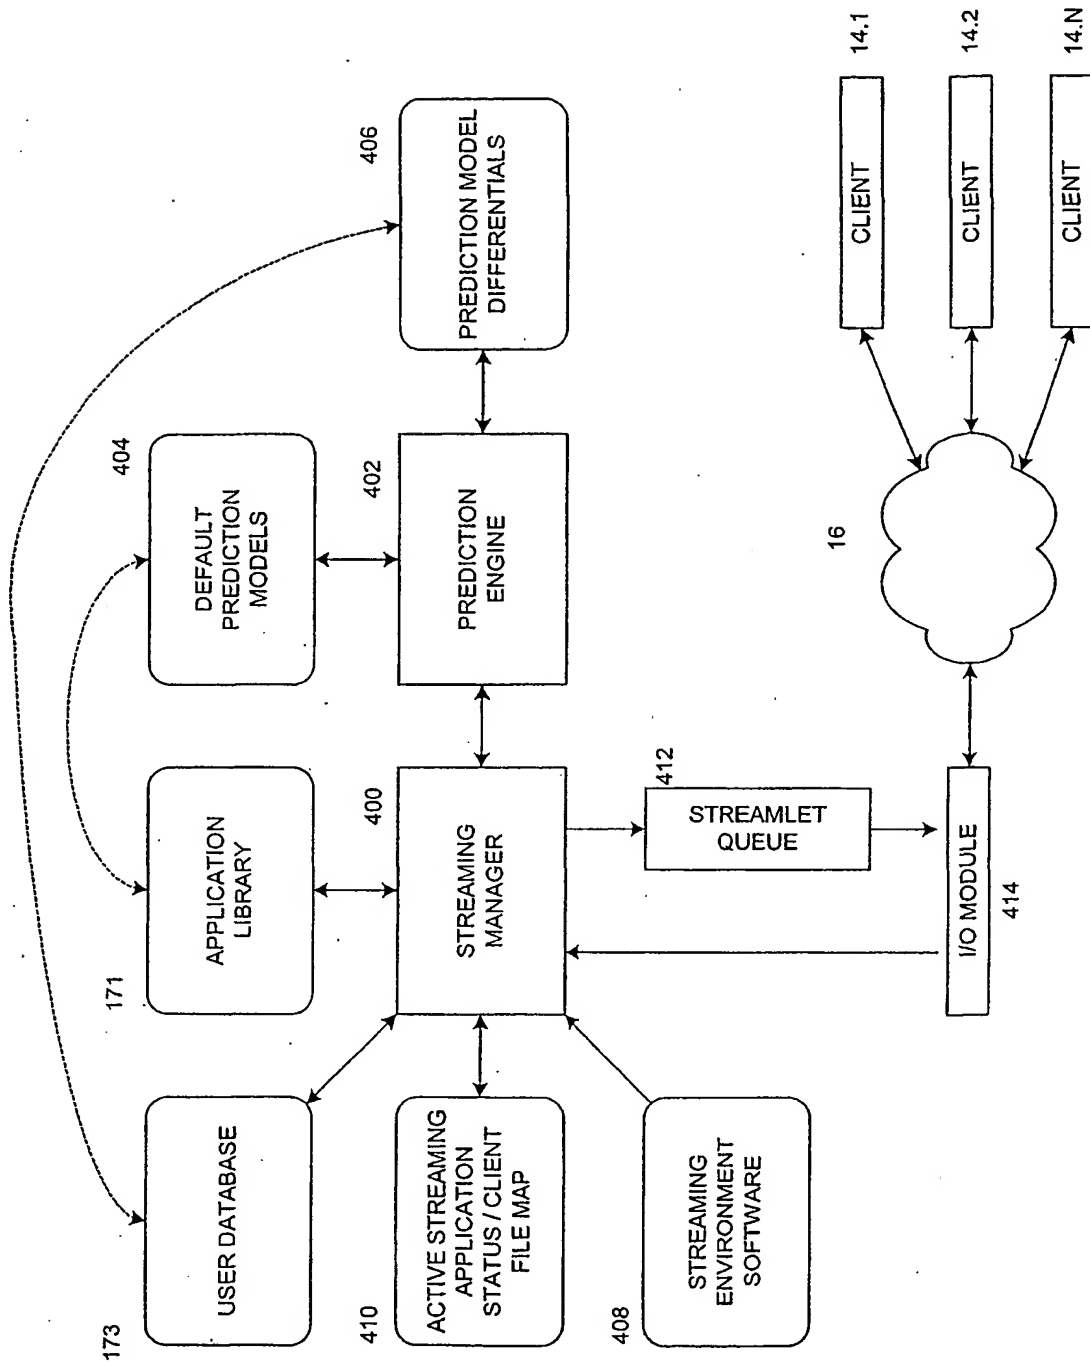 173
USER DATABASE
171
APPLICATION
LIBRARY
404
DEFAULT
PREDICTION
MODELS
410
ACTIVE STREAMING
APPLICATION
STATUS / CLIENT
FILE MAP
400
STREAMING
MANAGER
402
PREDICTION
ENGINE
406
PREDICTION MODEL
DIFFERENTIALS
408
STREAMING
ENVIRONMENT
SOFTWARE
412
STREAMLET
QUEUE
I/O MODULE
414
16
CLIENT
14.1
CLIENT
14.2
CLIENT
14.N